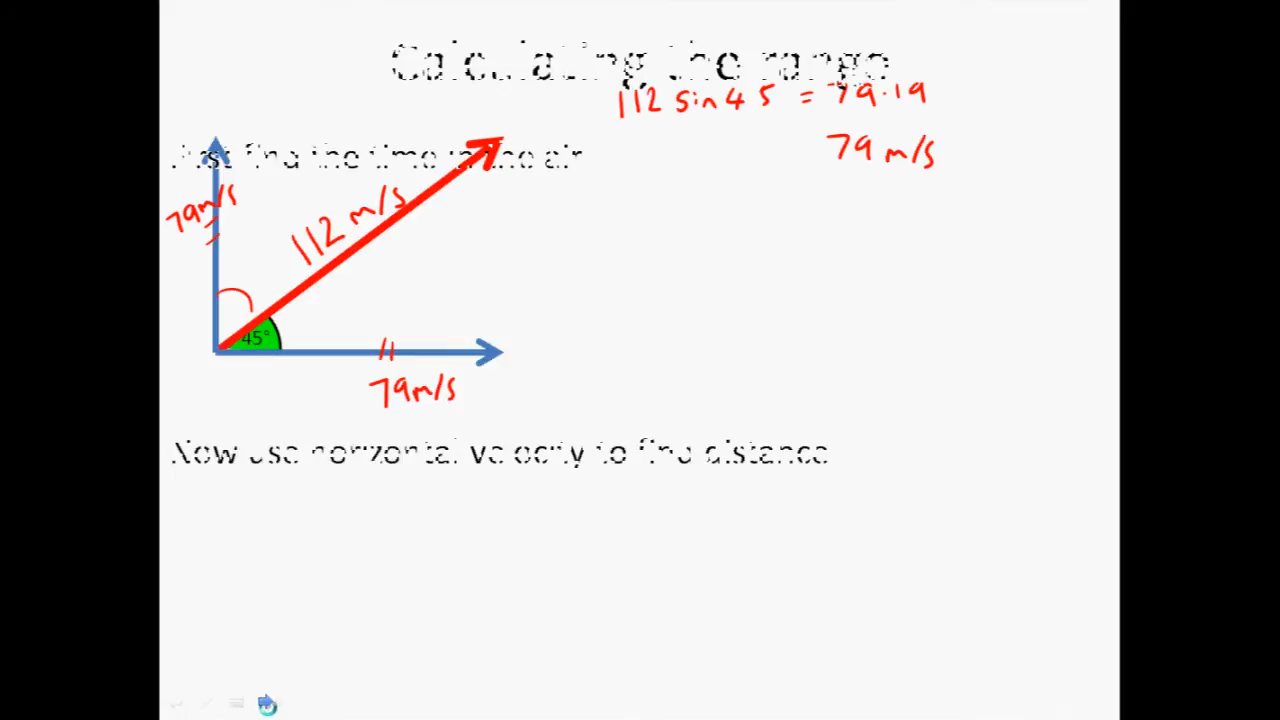 Calculating the range
112 sin 45 = 79.19
79 m/s
First find the time in the air
79m/s
112 m/s
45°
79m/s
Now use horizontal velocity to find distance